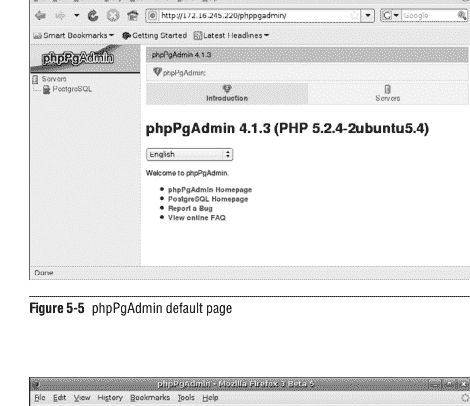 http://172.16.245.220/phppgadmin/
Google
Smart Bookmarks
Getting Started
Latest Headlines
phpPgAdmin
phpPgAdmin 4.1.3
Servers
PostgreSQL
phpPgAdmin:
Introduction
Servers
phpPgAdmin 4.1.3 (PHP 5.2.4-2ubuntu5.4)
English
Welcome to phpPgAdmin.
phpPgAdmin Homepage
PostgreSQL Homepage
Report a Bug
View online FAQ
Done
Figure 5-5 phpPgAdmin default page
phpPgAdmin - Mozilla Firefox 3 Beta 5
File Edit View History Bookmarks Tools Help